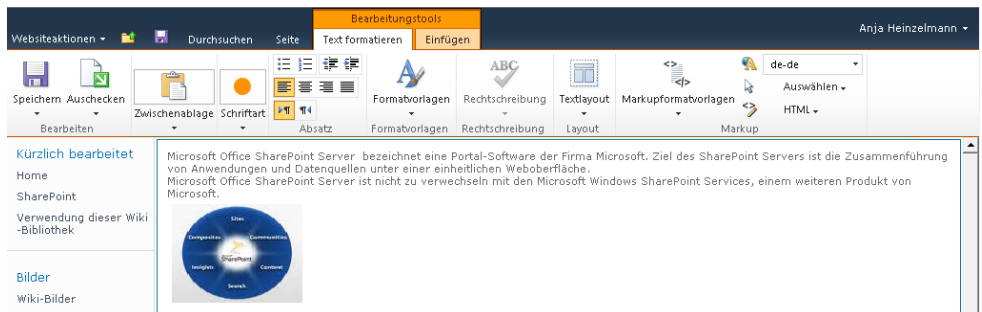 Bearbeitungstools
Websiteaktionen Durchsuchen Seite Text formatieren Einfügen Anja Heinzelmann
Speichern Auschecken
Zwischenablage Schriftart
Formatvorlagen
ABC
Rechtschreibung
Textlayout
Markupformatvorlagen
de-de
Auswählen
HTML
Bearbeiten Absatz Formatvorlagen Rechtschreibung Layout Markup
Kürzlich bearbeitet
Home
SharePoint
Verwendung dieser Wiki
-Bibliothek
Bilder
Wiki-Bilder
Microsoft Office SharePoint Server bezeichnet eine Portal-Software der Firma Microsoft. Ziel des SharePoint Servers ist die Zusammenführung
von Anwendungen und Datenquellen unter einer einheitlichen Weboberfläche.
Microsoft Office SharePoint Server ist nicht zu verwechseln mit den Microsoft Windows SharePoint Services, einem weiteren Produkt von
Microsoft.
Sites
Composites Communities
SharePoint
Insights Content
Search